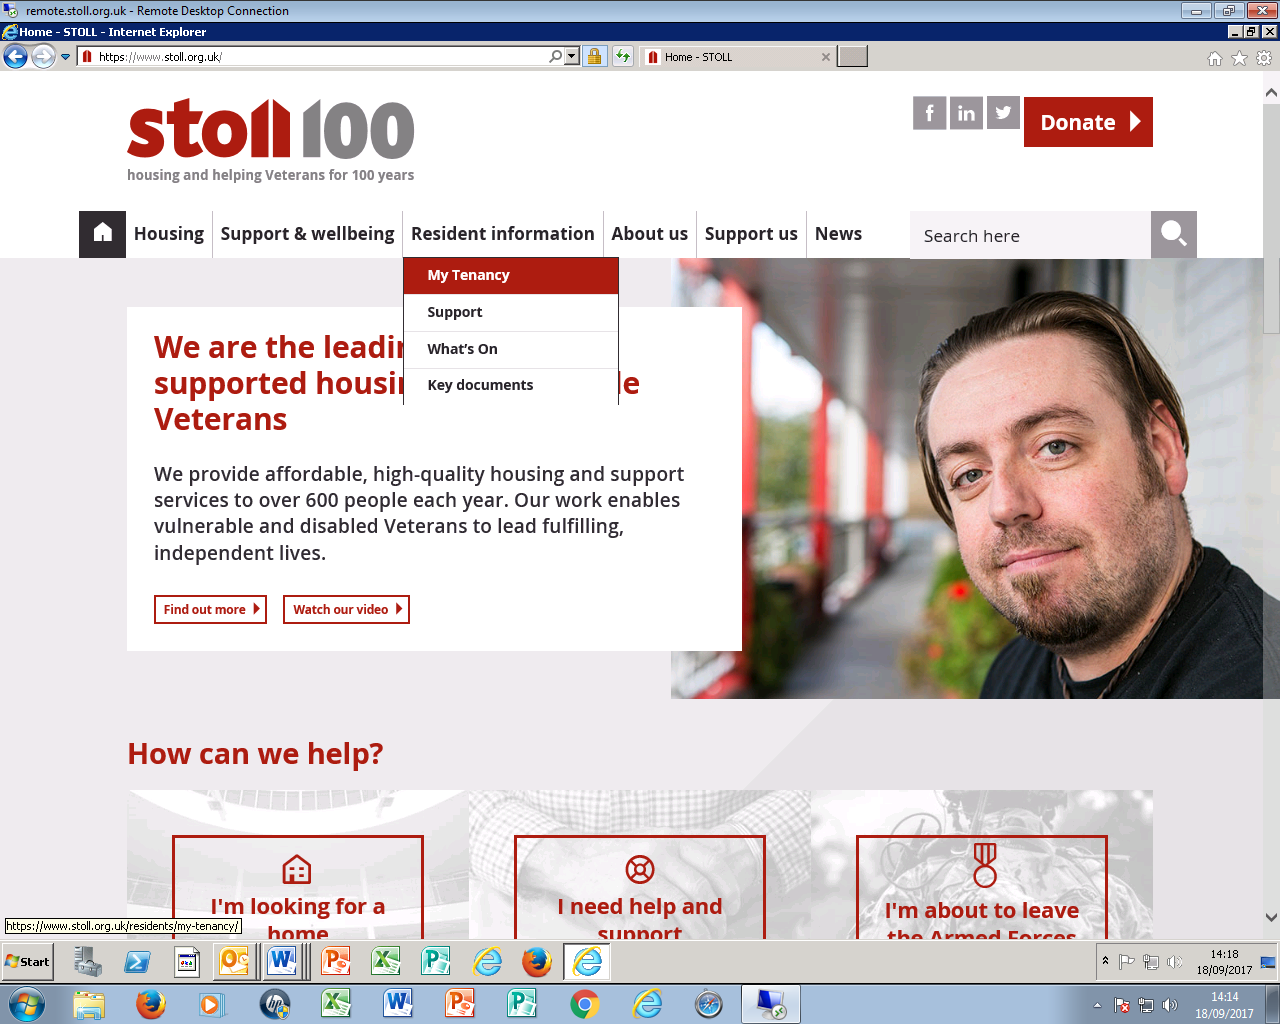 remote.stoll.org.uk - Remote Desktop Connection
Home - STOLL - Internet Explorer
https://www.stoll.org.uk/
Home - STOLL
stoll 100
housing and helping Veterans for 100 years
f
in
Donate
Housing
Support & wellbeing
Resident information
About us
Support us
News
Search here
My Tenancy
Support
What's On
Key documents
We are the leadin
supported housin
le
Veterans
We provide affordable, high-quality housing and support
services to over 600 people each year. Our work enables
vulnerable and disabled Veterans to lead fulfilling,
independent lives.
Find out more
Watch our video
How can we help?
I'm looking for a
home
I need help and
support
I'm about to leave
the Armed Forces
https://www.stoll.org.uk/residents/my-tenancy/
Start
14:18
18/09/2017
14:14
18/09/2017